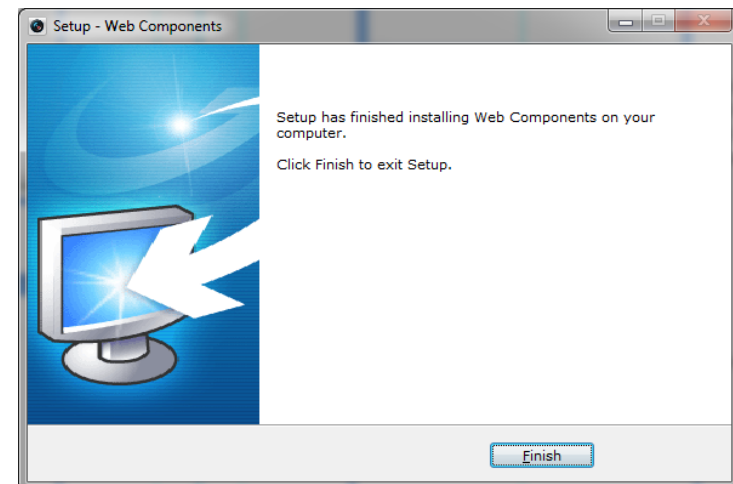 Setup - Web Components
Setup has finished installing Web Components on your
computer.
Click Finish to exit Setup.
Finish